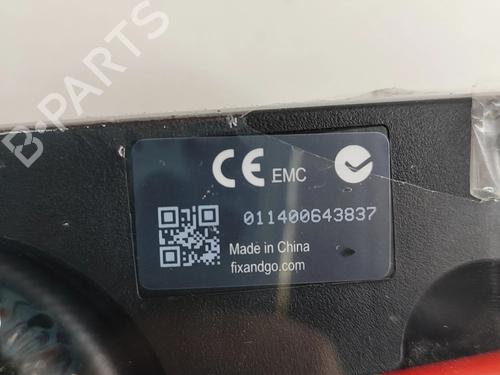 B-PARTS
CE EMC
011400643837
Made in China
fixandgo.com